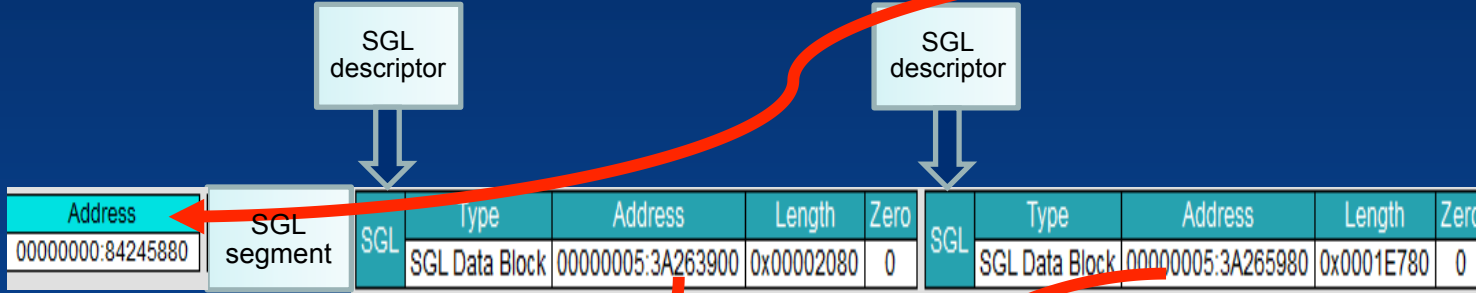 SGL
descriptor
SGL
descriptor
Address
00000000:84245880
SGL
segment
SGL
Type Address Length Zero
SGL Data Block 00000005:3A263900 0x00002080 0
SGL
Type Address Length Zero
SGL Data Block 00000005:3A265980 0x0001E780 0